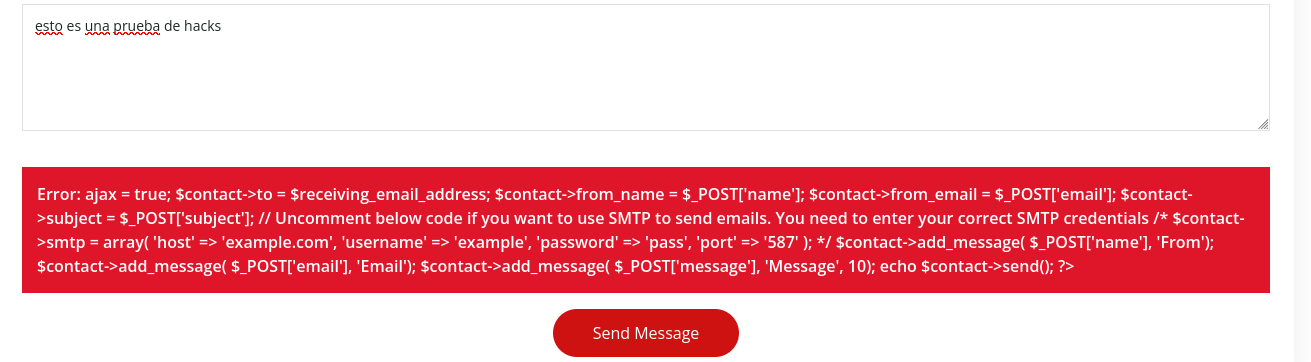 esto es una prueba de hacks
Error: ajax = true; $contact->to = $receiving_email_address; $contact->from_name = $_POST['name']; $contact->from_email = $_POST['email']; $contact-
>subject = $_POST['subject']; // Uncomment below code if you want to use SMTP to send emails. You need to enter your correct SMTP credentials /* $contact-
>smtp = array( 'host' => 'example.com', 'username' => 'example', 'password' => 'pass', 'port' => '587' ); */ $contact->add_message( $_POST['name'], 'From');
$contact->add_message( $_POST['email'], 'Email'); $contact->add_message( $_POST['message'], 'Message', 10); echo $contact->send(); ?>
Send Message